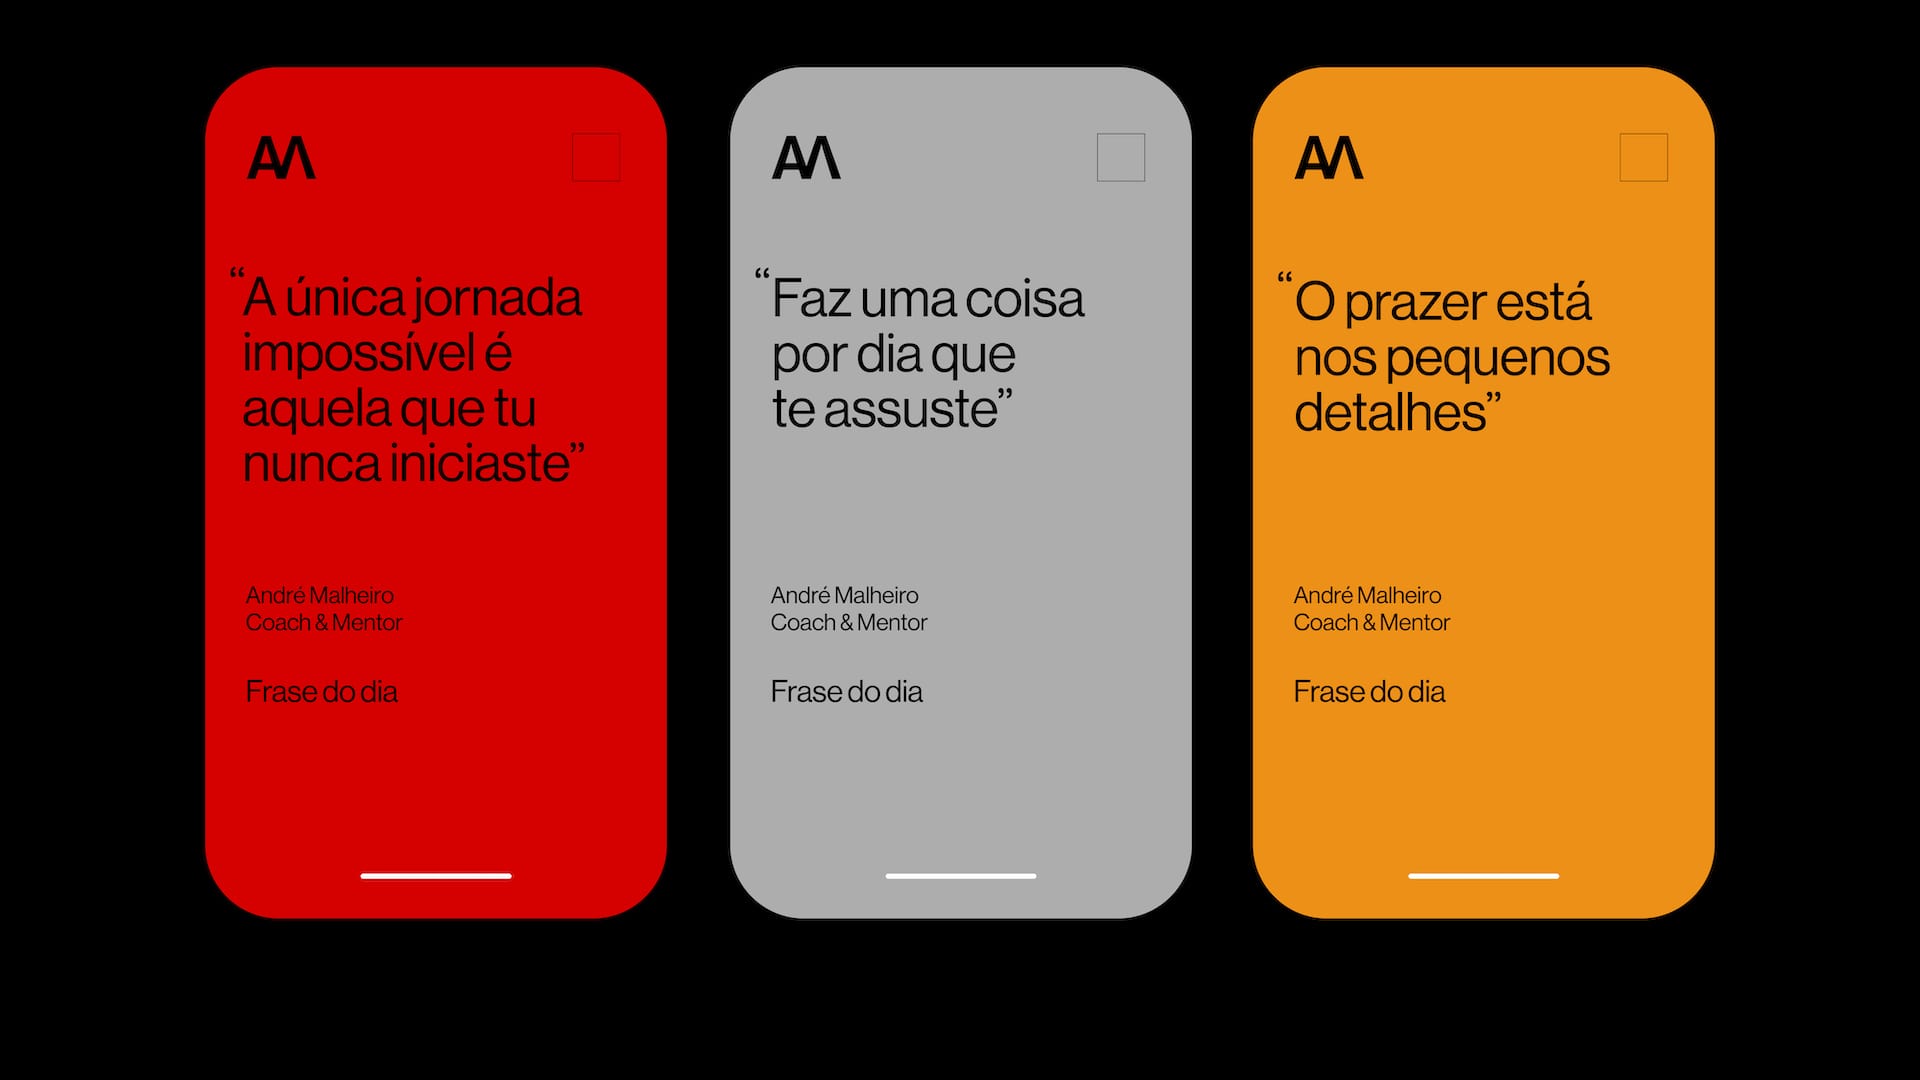 AM
“A única jornada
impossível é
aquela que tu
nunca iniciaste”
André Malheiro
Coach & Mentor
Frase do dia
AM
“Faz uma coisa
por dia que
te assuste”
André Malheiro
Coach & Mentor
Frase do dia
AM
“O prazer está
nos pequenos
detalhes”
André Malheiro
Coach & Mentor
Frase do dia